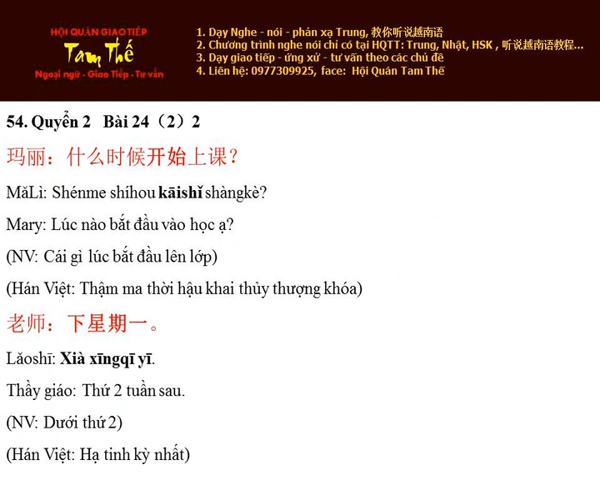 HỘI QUÁN GIAO TIẾP
Tam Thế
Ngoại ngữ - Giao Tiếp - Tư vấn
1. Dạy Nghe - nói - phản xạ Trung, 教你听说越南语
2. Chương trình nghe nói chỉ có tại HQTT: Trung, Nhật, HSK , 听说越南语教程...
3. Dạy giao tiếp - ứng xử - tư vấn theo các chủ đề
4. Liên hệ: 0977309925, face: Hội Quán Tam Thế
54. Quyển 2 Bài 24（2）2
玛丽：什么时候开始上课？
MăLì: Shénme shíhou kāishǐ shàngkè?
Mary: Lúc nào bắt đầu vào học ạ?
(NV: Cái gì lúc bắt đầu lên lớp)
(Hán Việt: Thậm ma thời hậu khai thủy thượng khóa)
老师：下星期一。
Lăoshī: Xià xīngqī yī.
Thầy giáo: Thứ 2 tuần sau.
(NV: Dưới thứ 2)
(Hán Việt: Hạ tinh kỳ nhất)